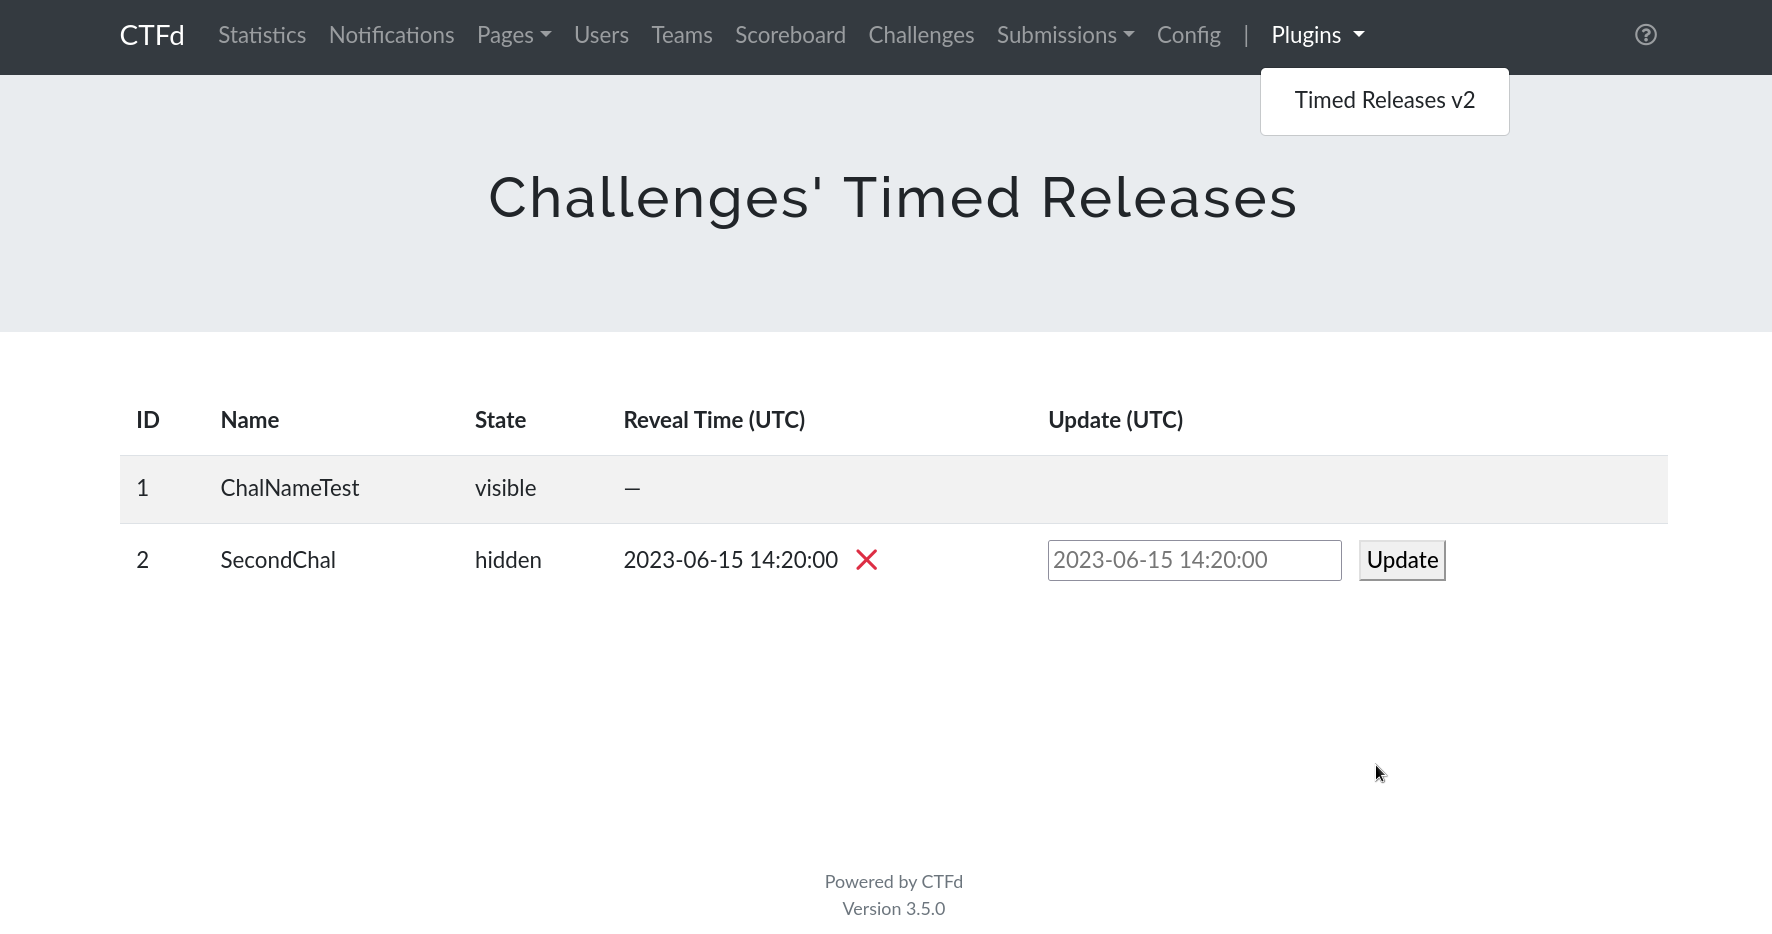 CTFd Statistics Notifications Pages Users Teams Scoreboard Challenges Submissions Config | Plugins
Timed Releases v2
Challenges' Timed Releases
ID Name State Reveal Time (UTC) Update (UTC)
1 ChalNameTest visible —
2 SecondChal hidden 2023-06-15 14:20:00 2023-06-15 14:20:00 Update
Powered by CTFd
Version 3.5.0